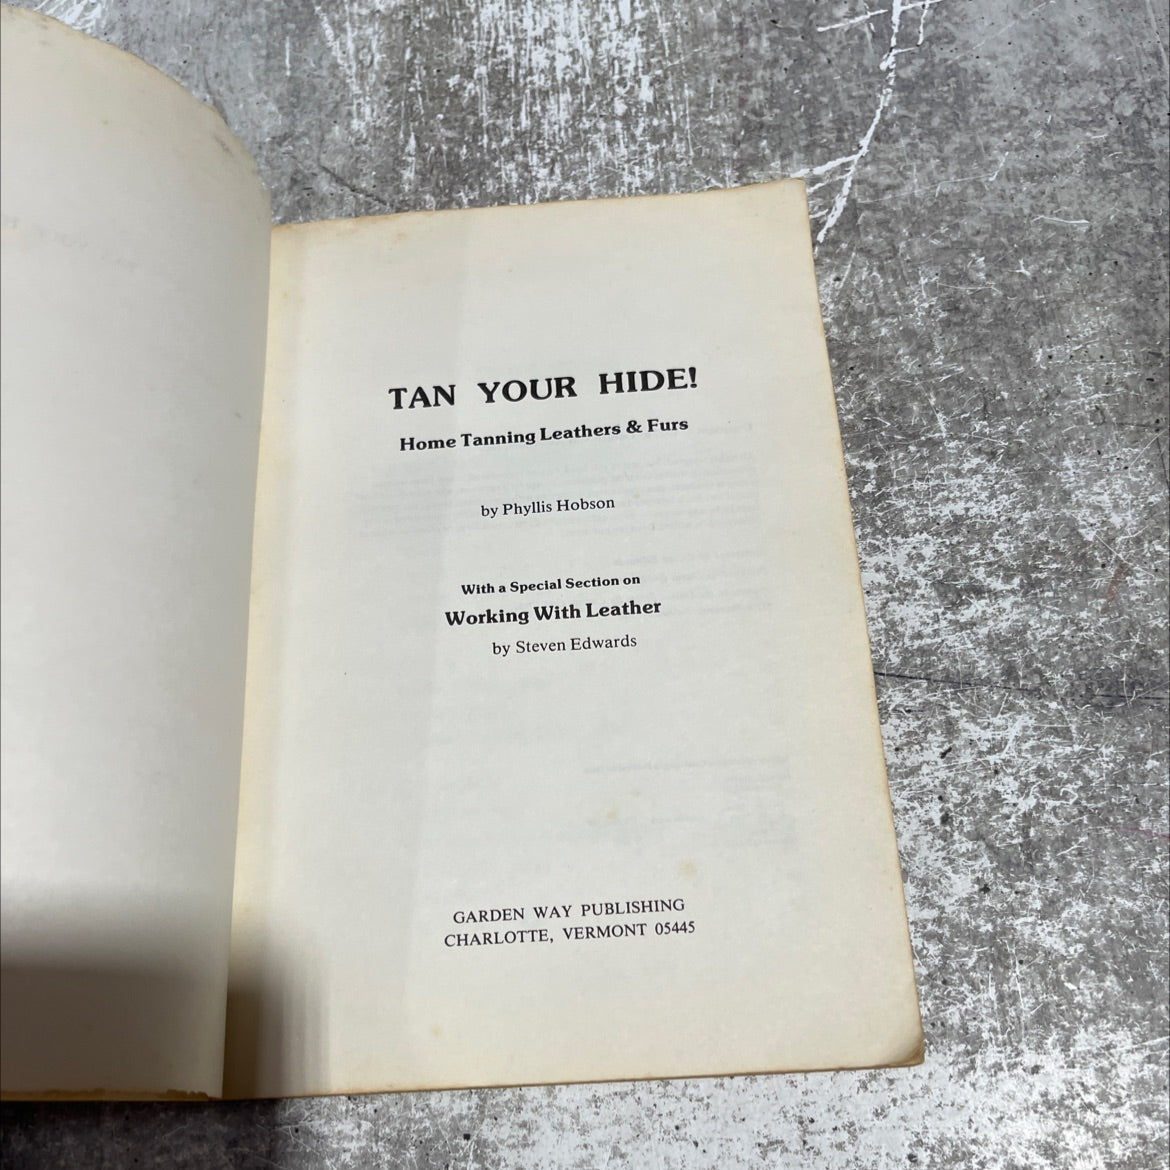 TAN YOUR HIDE!
Home Tanning Leathers & Furs
by Phyllis Hobson
With a Special Section on
Working With Leather
by Steven Edwards
GARDEN WAY PUBLISHING
CHARLOTTE, VERMONT 05445